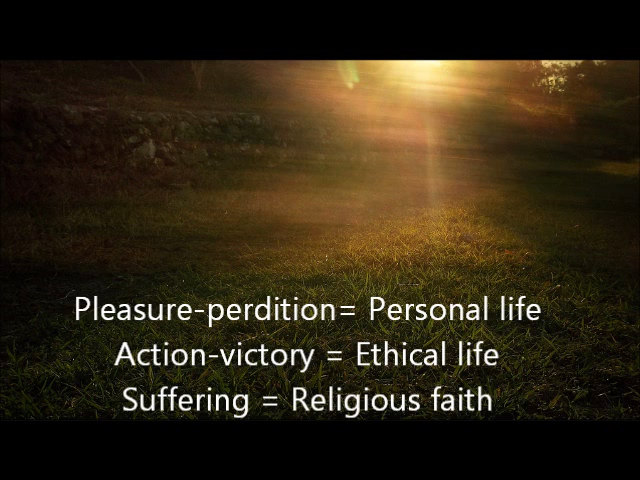 Pleasure-perdition= Personal life
Action-victory = Ethical life
Suffering = Religious faith